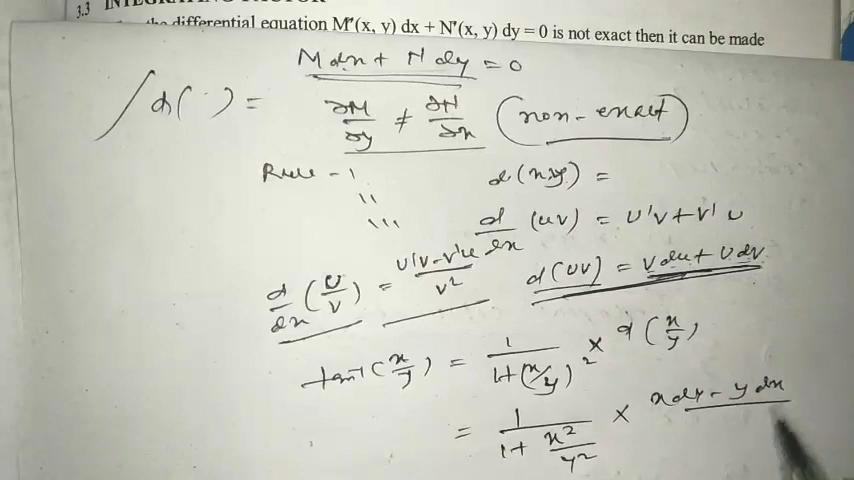 3.3 INTEGRATING FACTOR
the differential equation M'(x, y) dx + N'(x, y) dy = 0 is not exact then it can be made
M dx + N dy = 0
∫ d( · ) =
∂M/∂y ≠ ∂N/∂x (non-exact)
Rule - 1
"
"'
d(xy) =
d/dx (uv) = u'v + v'u
d/dx (u/v) = u'v - v'u / v²
d(uv) = v du + u dv
tan⁻¹(x/y) = 1/1+(x/y)² × d(x/y)
= 1/1+x²/y² × x dy - y dx